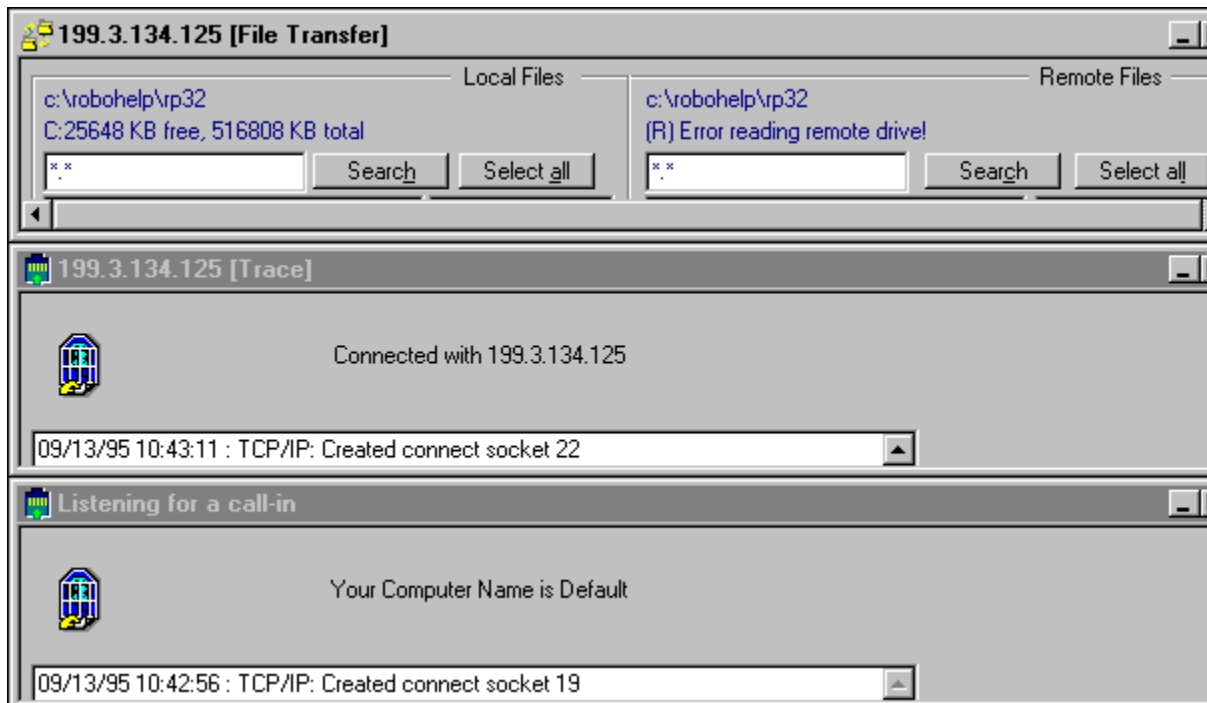 199.3.134.125 [File Transfer]
Local Files
Remote Files
c:\robohelp\rp32
c:\robohelp\rp32
C:25648 KB free, 516808 KB total
(R) Error reading remote drive!
*.*
Search
Select all
*.*
Search
Select all
199.3.134.125 [Trace]
Connected with 199.3.134.125
09/13/95 10:43:11 : TCP/IP: Created connect socket 22
Listening for a call-in
Your Computer Name is Default
09/13/95 10:42:56 : TCP/IP: Created connect socket 19